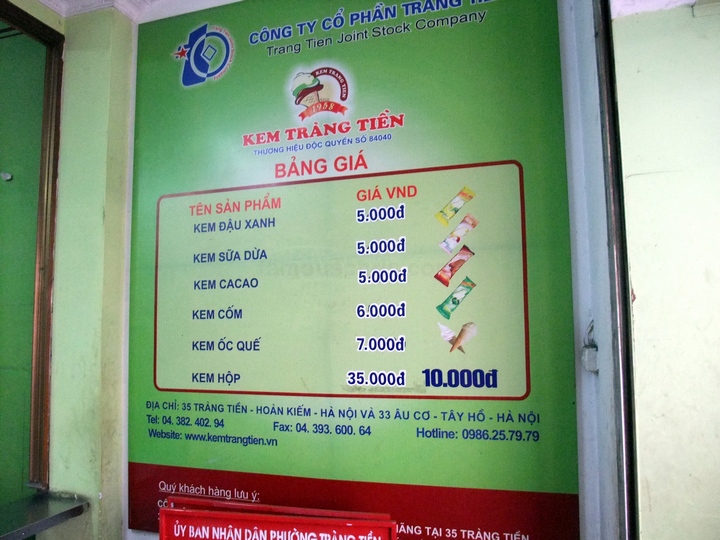 CÔNG TY CỔ PHẦN TRÀNG
Trang Tien Joint Stock Company
KEM TRANG TIEN
1958
KEM TRÀNG TIỀN
THƯƠNG HIỆU ĐỘC QUYỀN SỐ 84040
BẢNG GIÁ
TÊN SẢN PHẨM GIÁ VND
KEM ĐẬU XANH 5.000đ
KEM SỮA DỪA 5.000đ
KEM CACAO 5.000đ
KEM CỐM 6.000đ
KEM ỐC QUẾ 7.000đ
KEM HỘP 35.000đ 10.000đ
ĐỊA CHỈ: 35 TRÀNG TIỀN - HOÀN KIẾM - HÀ NỘI VÀ 33 ÂU CƠ - TÂY HỒ - HÀ NỘI
Tel: 04. 382. 402. 94 Fax: 04. 393. 600. 64 Hotline: 0986.25.79.79
Website: www.kemtrangtien.vn
Quý khách hàng lưu ý:
TẠI 35 TRÀNG TIỀN
ỦY BAN NHÂN DÂN PHƯỜNG TRÀNG TIỀN